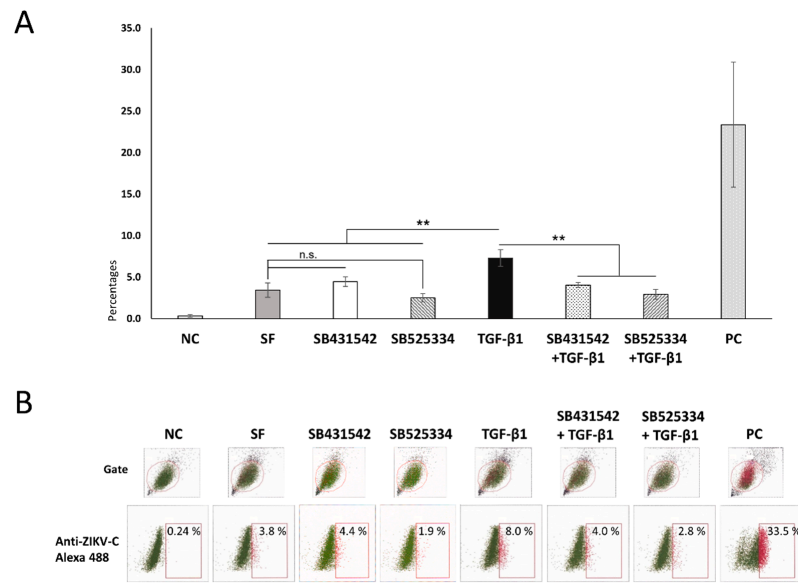 A
35.0
30.0
25.0
20.0
15.0
10.0
5.0
0.0
Percentages
**
**
n.s.
NC SF SB431542 SB525334 TGF-β1 SB431542 SB525334 PC
+TGF-β1 +TGF-β1
B
NC SF SB431542 SB525334 TGF-β1 SB431542 SB525334 PC
+ TGF-β1 + TGF-β1
Gate
Anti-ZIKV-C
Alexa 488
0.24 % 3.8 % 4.4 % 1.9 % 8.0 % 4.0 % 2.8 % 33.5 %